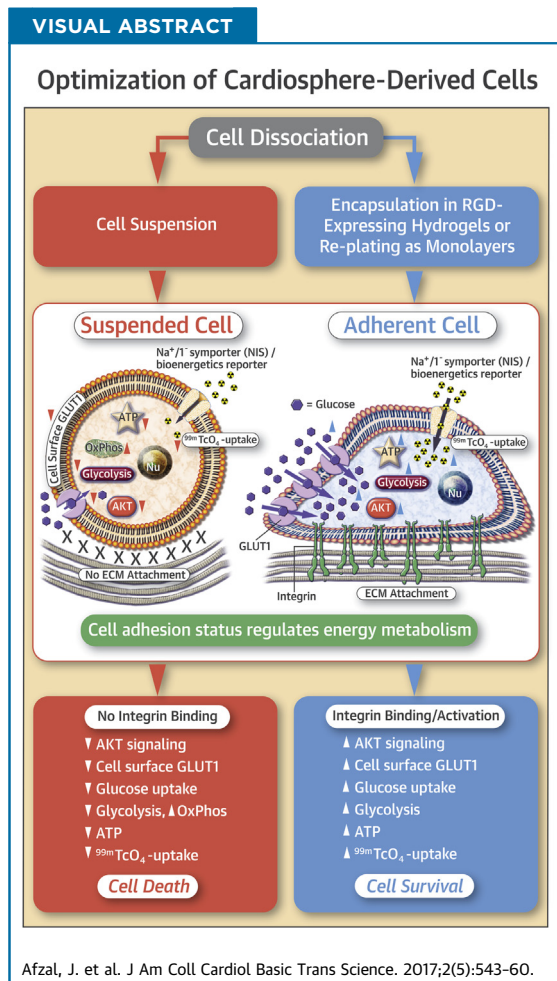 VISUAL ABSTRACT
Optimization of Cardiosphere-Derived Cells
Cell Dissociation
Cell Suspension
Encapsulation in RGD-
Expressing Hydrogels or
Re-plating as Monolayers
Suspended Cell
Adherent Cell
Na⁺/1⁻ symporter (NIS) /
bioenergetics reporter
Cell Surface GLUT1
ATP
OxPhos
⁹⁹ᵐTcO₄-uptake
Glycolysis
Nu
AKT
XXXXXXXXX
No ECM Attachment
Na⁺/1⁻ symporter (NIS) /
bioenergetics reporter
= Glucose
⁹⁹ᵐTcO₄-uptake
ATP
Glycolysis
Nu
AKT
GLUT1
Integrin
ECM Attachment
Cell adhesion status regulates energy metabolism
No Integrin Binding
▼ AKT signaling
▼ Cell surface GLUT1
▼ Glucose uptake
▼ Glycolysis, ▲ OxPhos
▼ ATP
▼ ⁹⁹ᵐTcO₄-uptake
Cell Death
Integrin Binding/Activation
▲ AKT signaling
▲ Cell surface GLUT1
▲ Glucose uptake
▲ Glycolysis
▲ ATP
▲ ⁹⁹ᵐTcO₄-uptake
Cell Survival
Afzal, J. et al. J Am Coll Cardiol Basic Trans Science. 2017;2(5):543-60.